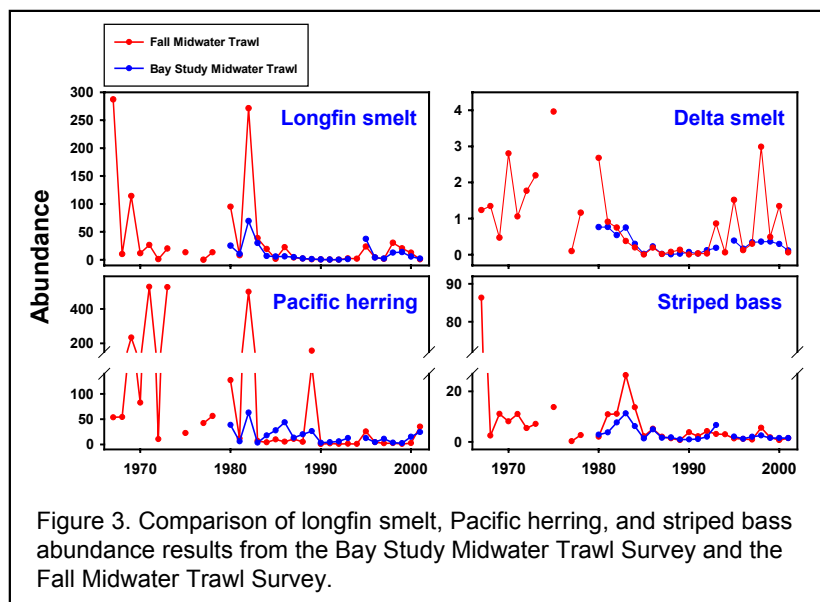 Fall Midwater Trawl
Bay Study Midwater Trawl
Abundance
300
250
200
150
100
50
0
Longfin smelt
4
3
2
1
0
Delta smelt
400
200
100
50
0
Pacific herring
1970
1980
1990
2000
90
80
20
0
Striped bass
1970
1980
1990
2000
Figure 3. Comparison of longfin smelt, Pacific herring, and striped bass
abundance results from the Bay Study Midwater Trawl Survey and the
Fall Midwater Trawl Survey.